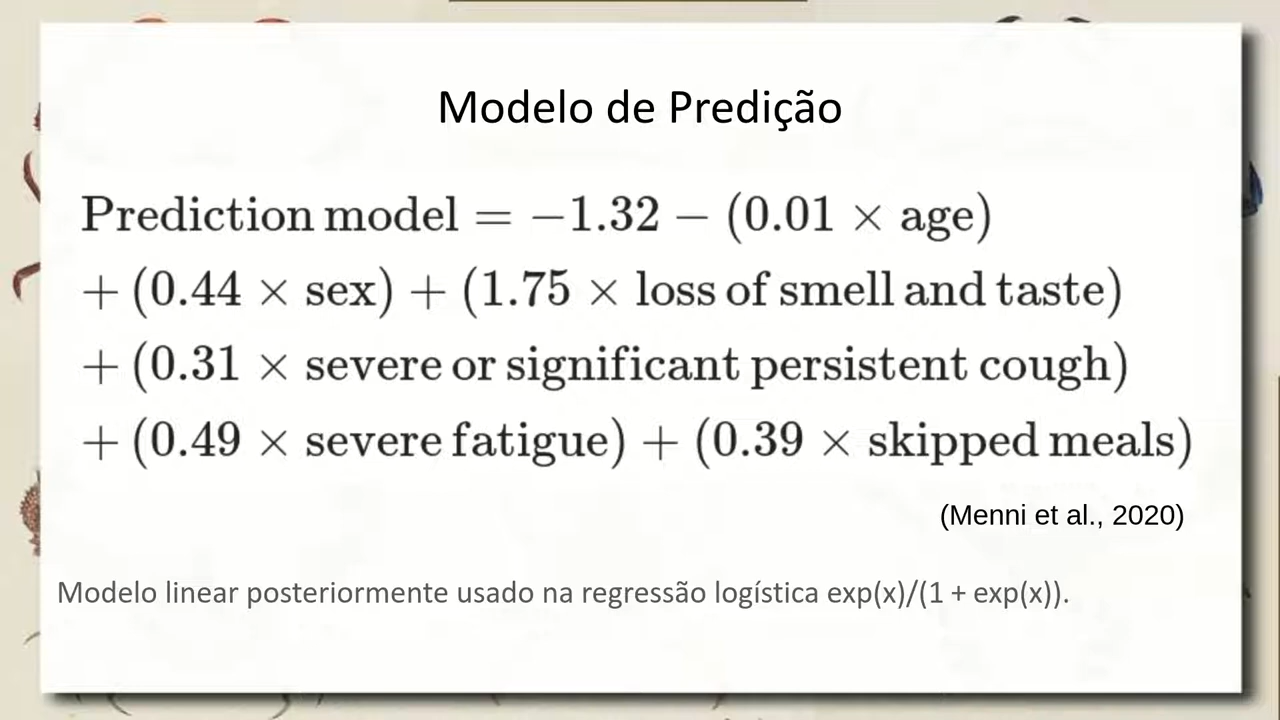 Modelo de Predição
Prediction model = −1.32 − (0.01 × age)
+ (0.44 × sex) + (1.75 × loss of smell and taste)
+ (0.31 × severe or significant persistent cough)
+ (0.49 × severe fatigue) + (0.39 × skipped meals)
(Menni et al., 2020)
Modelo linear posteriormente usado na regressão logística exp(x)/(1 + exp(x)).